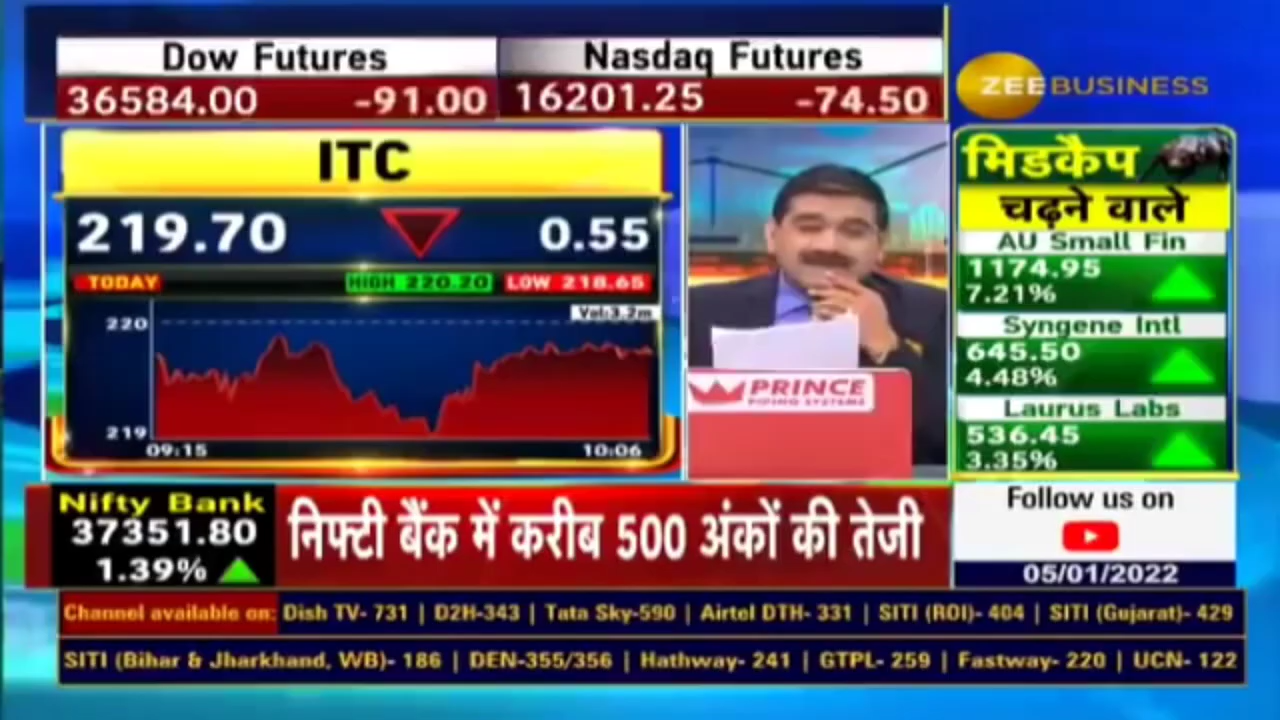 Dow Futures
36584.00 -91.00
Nasdaq Futures
16201.25 -74.50
ZEEBUSINESS
ITC
219.70 0.55
TODAY HIGH 220.20 LOW 218.65
Vol:3.2m
220
219
09:15 10:06
PRINCE
PIPING SYSTEMS
मिडकैप
चढ़ने वाले
AU Small Fin
1174.95
7.21%
Syngene Intl
645.50
4.48%
Laurus Labs
536.45
3.35%
Nifty Bank
37351.80
1.39%
निफ्टी बैंक में करीब 500 अंकों की तेजी
Follow us on
05/01/2022
Channel available on: Dish TV- 731 | D2H-343 | Tata Sky-590 | Airtel DTH- 331 | SITI (ROI)- 404 | SITI (Gujarat)- 429
SITI (Bihar & Jharkhand, WB)- 186 | DEN-355/356 | Hathway- 241 | GTPL- 259 | Fastway- 220 | UCN- 122